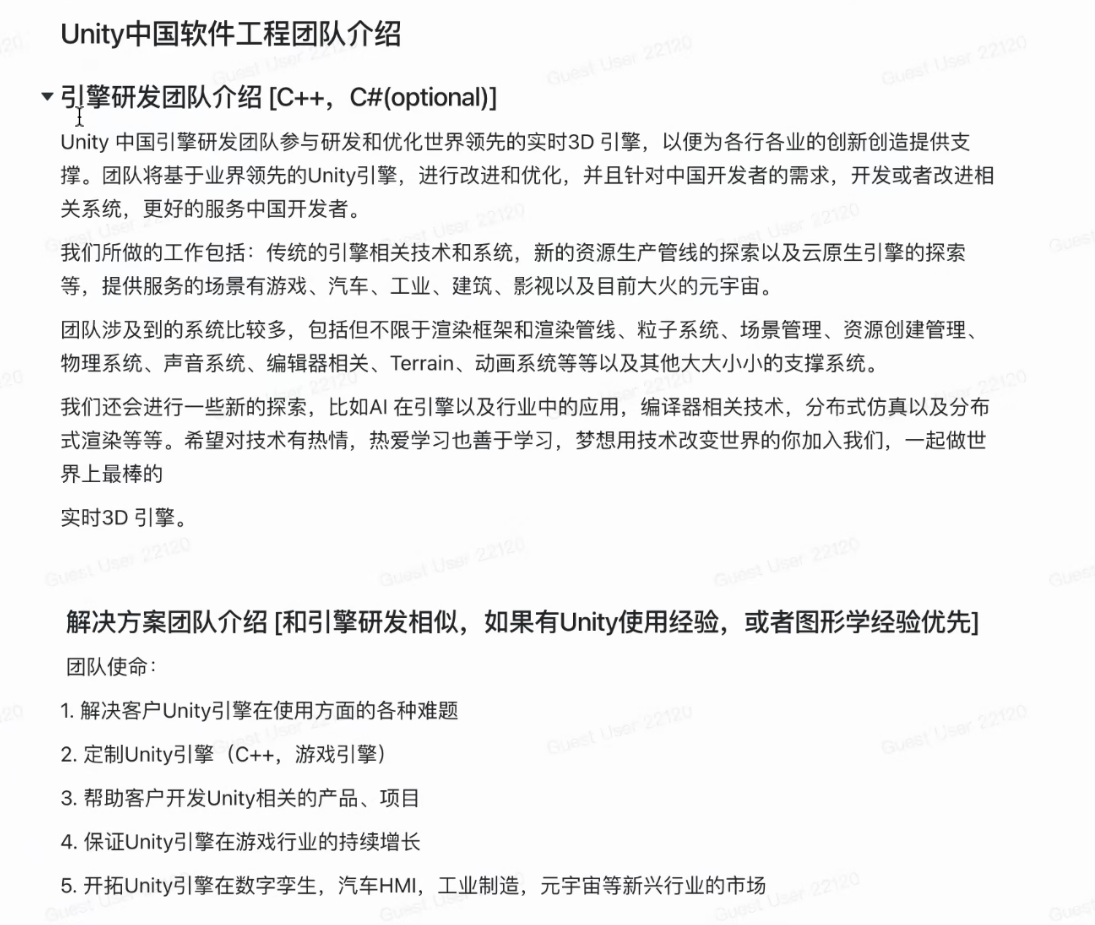 Unity中国软件工程团队介绍
引擎研发团队介绍 [C++，C#(optional)]
Unity 中国引擎研发团队参与研发和优化世界领先的实时3D 引擎，以便为各行各业的创新创造提供支
撑。团队将基于业界领先的Unity引擎，进行改进和优化，并且针对中国开发者的需求，开发或者改进相
关系统，更好的服务中国开发者。
我们所做的工作包括：传统的引擎相关技术和系统，新的资源生产管线的探索以及云原生引擎的探索
等，提供服务的场景有游戏、汽车、工业、建筑、影视以及目前大火的元宇宙。
团队涉及到的系统比较多，包括但不限于渲染框架和渲染管线、粒子系统、场景管理、资源创建管理、
物理系统、声音系统、编辑器相关、Terrain、动画系统等等以及其他大大小小的支撑系统。
我们还会进行一些新的探索，比如AI 在引擎以及行业中的应用，编译器相关技术，分布式仿真以及分布
式渲染等等。希望对技术有热情，热爱学习也善于学习，梦想用技术改变世界的你加入我们，一起做世
界上最棒的
实时3D 引擎。
解决方案团队介绍 [和引擎研发相似，如果有Unity使用经验，或者图形学经验优先]
团队使命：
1. 解决客户Unity引擎在使用方面的各种难题
2. 定制Unity引擎（C++，游戏引擎）
3. 帮助客户开发Unity相关的产品、项目
4. 保证Unity引擎在游戏行业的持续增长
5. 开拓Unity引擎在数字孪生，汽车HMI，工业制造，元宇宙等新兴行业的市场
Guest User 22120